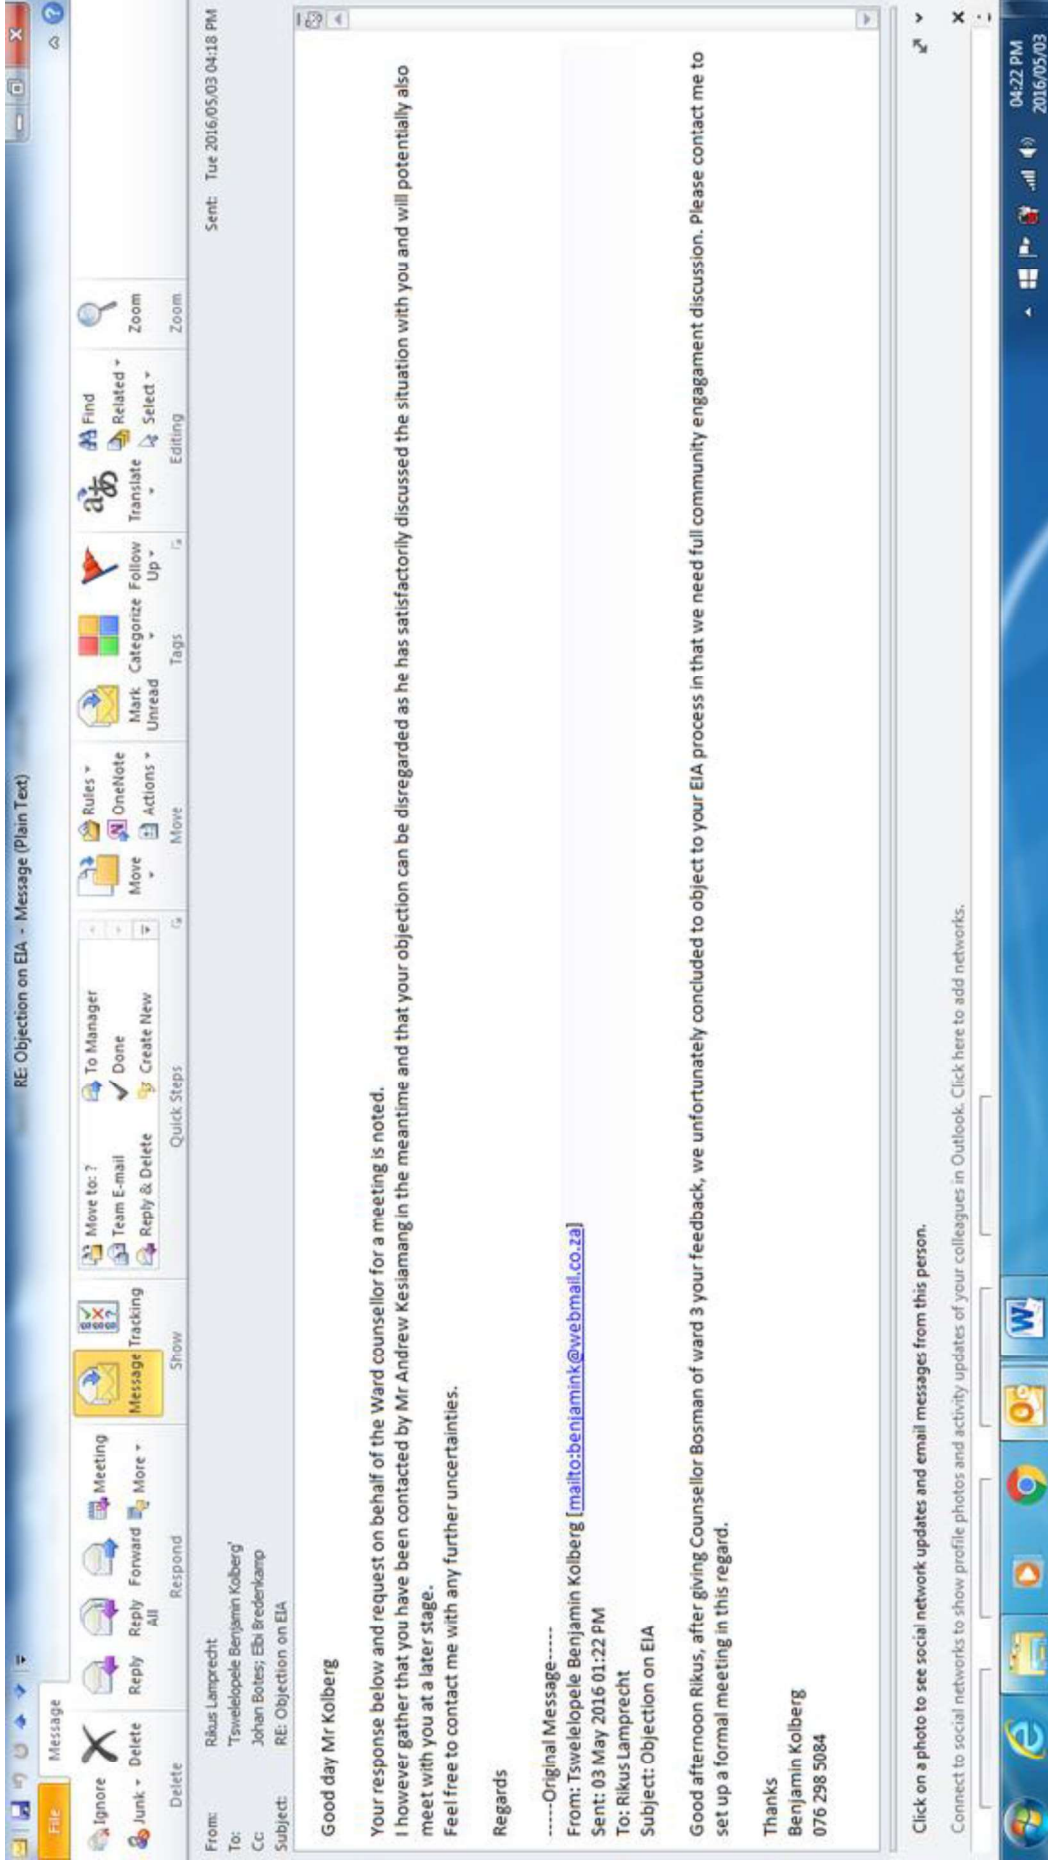 RE: Objection on EIA - Message (Plain Text)
File
Message
Ignore
Junk
Delete
Delete
Reply
Reply All
Forward
Meeting
More
Respond
Message
Tracking
Show
Move to: ?
Team E-mail
Reply & Delete
To Manager
Done
Create New
Quick Steps
Move
Rules
OneNote
Actions
Move
Mark Unread
Categorize
Follow Up
Tags
Translate
Find
Related
Select
Editing
Zoom
Zoom
From: Rikus Lamprecht
Sent: Tue 2016/05/03 04:18 PM
To: 'Tswelelopele Benjamin Kolberg'
Cc: Johan Botes; Elbi Bredenkamp
Subject: RE: Objection on EIA
Good day Mr Kolberg
Your response below and request on behalf of the Ward counsellor for a meeting is noted.
I however gather that you have been contacted by Mr Andrew Kesiamang in the meantime and that your objection can be disregarded as he has satisfactorily discussed the situation with you and will potentially also
meet with you at a later stage.
Feel free to contact me with any further uncertainties.
Regards
-----Original Message-----
From: Tswelelopele Benjamin Kolberg [mailto:benjamink@webmail.co.za]
Sent: 03 May 2016 01:22 PM
To: Rikus Lamprecht
Subject: Objection on EIA
Good afternoon Rikus, after giving Counsellor Bosman of ward 3 your feedback, we unfortunately concluded to object to your EIA process in that we need full community engagament discussion. Please contact me to
set up a formal meeting in this regard.
Thanks
Benjamin Kolberg
076 298 5084
Click on a photo to see social network updates and email messages from this person.
Connect to social networks to show profile photos and activity updates of your colleagues in Outlook. Click here to add networks.
04:22 PM
2016/05/03